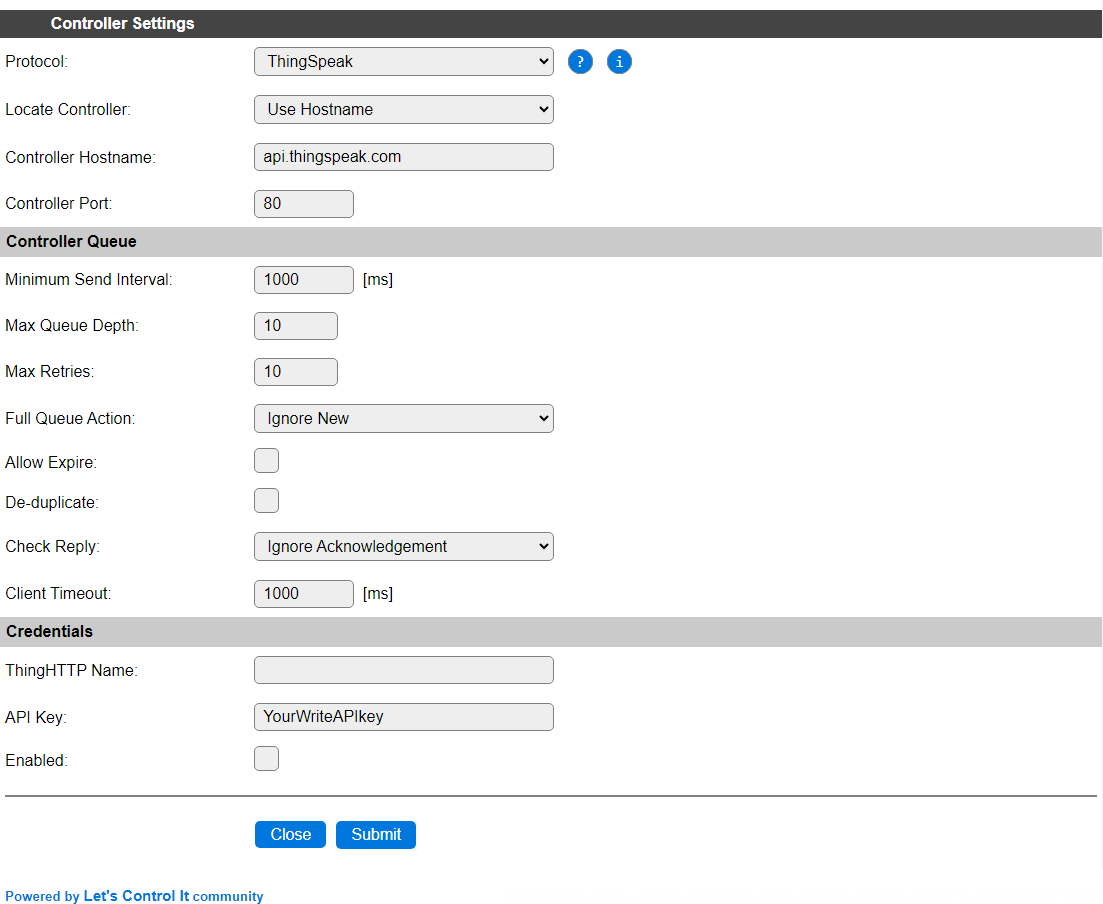 Controller Settings
Protocol: ThingSpeak ? i
Locate Controller: Use Hostname
Controller Hostname: api.thingspeak.com
Controller Port: 80
Controller Queue
Minimum Send Interval: 1000 [ms]
Max Queue Depth: 10
Max Retries: 10
Full Queue Action: Ignore New
Allow Expire:
De-duplicate:
Check Reply: Ignore Acknowledgement
Client Timeout: 1000 [ms]
Credentials
ThingHTTP Name:
API Key: YourWriteAPIkey
Enabled:
Close Submit
Powered by Let's Control It community